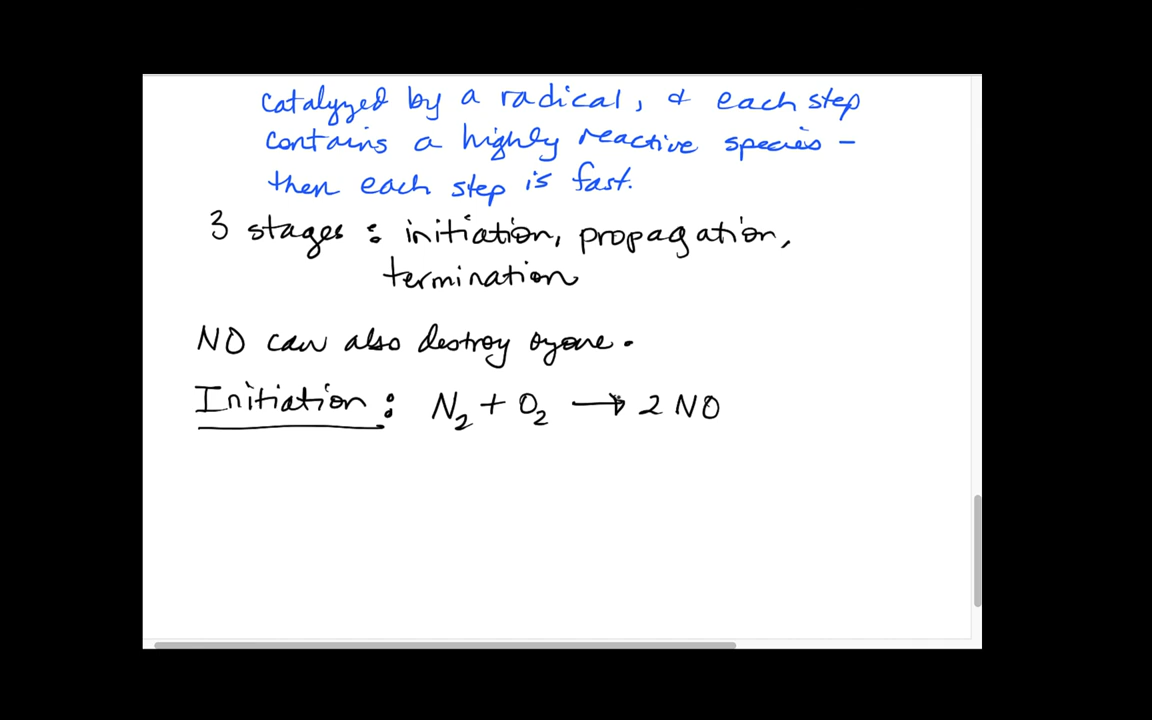 catalyzed by a radical, & each step
contains a highly reactive species -
then each step is fast.
3 stages : initiation, propagation,
termination
NO can also destroy ozone.
Initiation : N₂ + O₂ → 2 NO